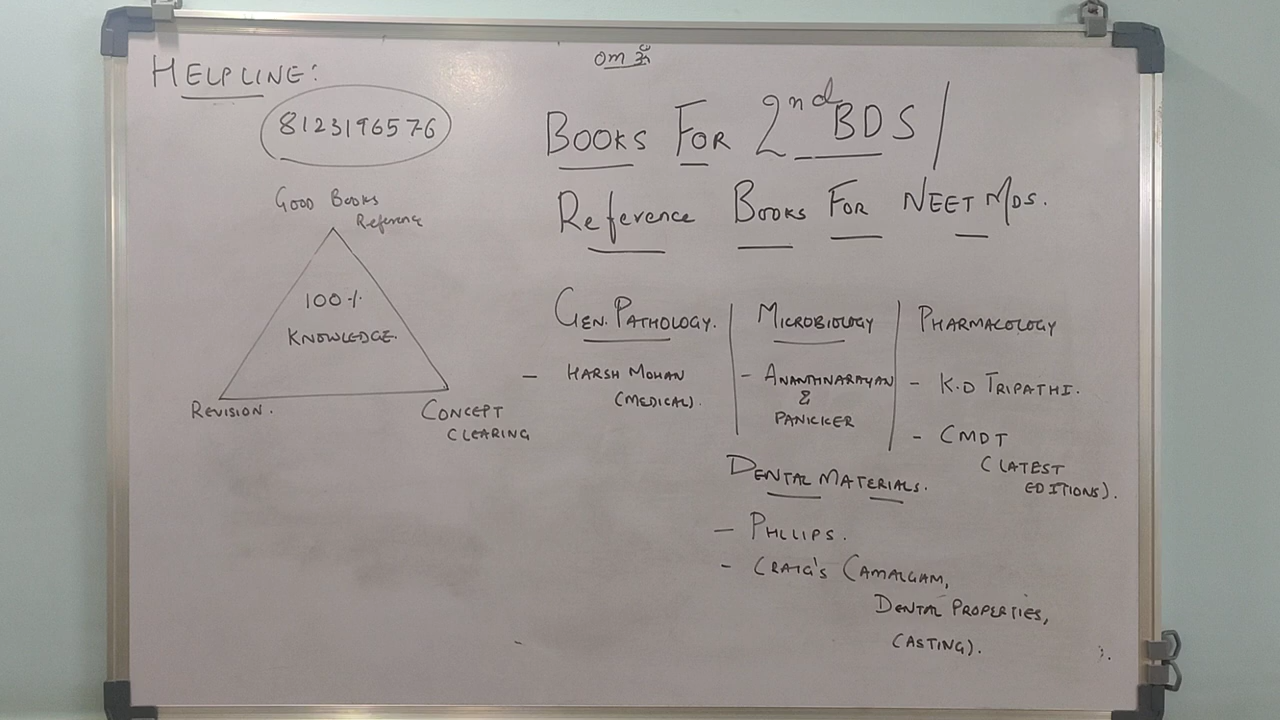 om ॐ
HELPLINE:
8123196576
BOOKS FOR 2nd BDS /
Reference BOOKS FOR NEET MDS.
GOOD BOOKS
Reference
100%
KNOWLEDGE.
REVISION.
CONCEPT
CLEARING
GEN. PATHOLOGY.
- HARSH MOHAN
(MEDICAL).
MICROBIOLOGY
- ANANTHNARAYAN
&
PANICKER
PHARMACOLOGY
- K.D TRIPATHI.
- CMDT
(LATEST
EDITIONS).
DENTAL MATERIALS.
- PHLLIPS.
- CRAIG'S (AMALGAM,
DENTAL PROPERTIES,
CASTING).